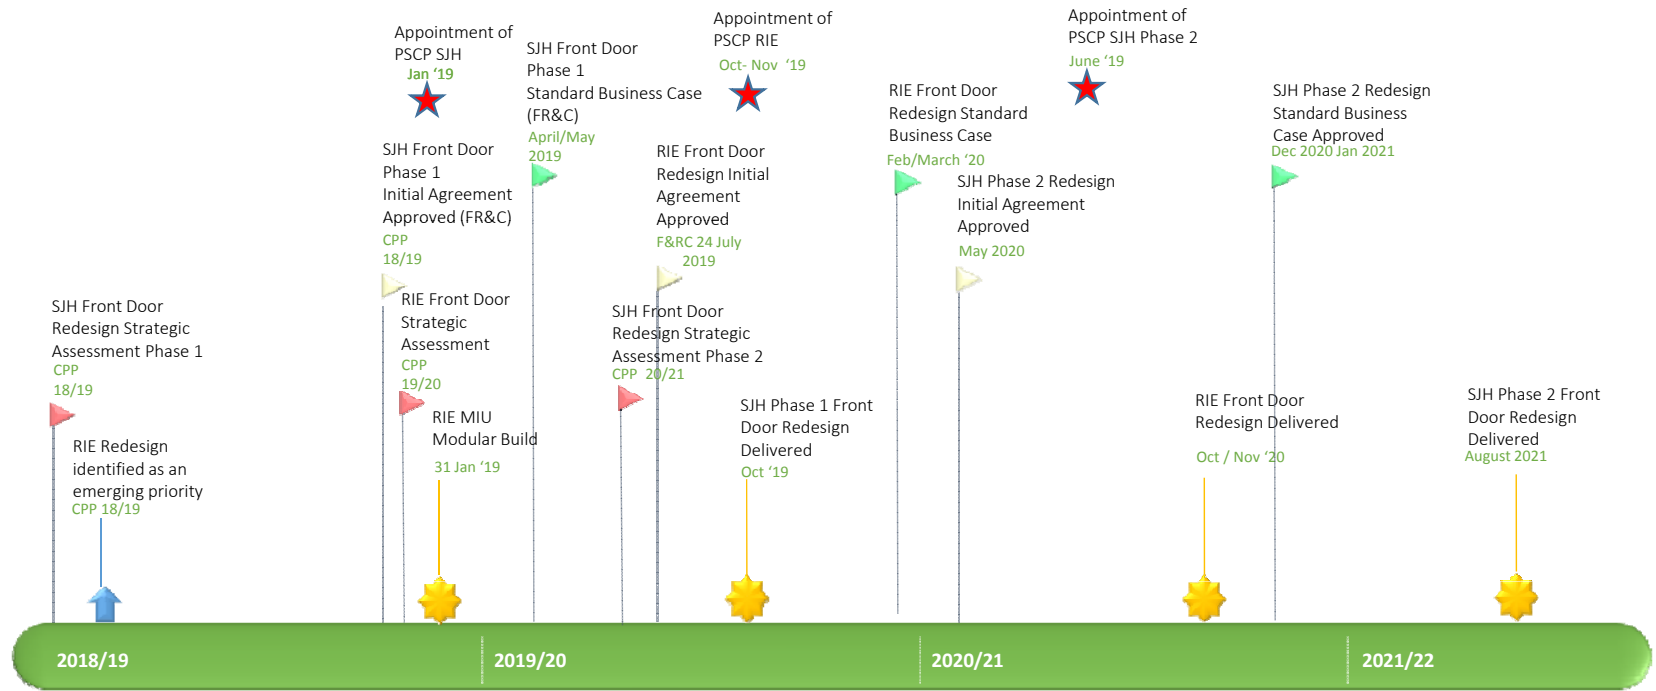 Appointment of
PSCP SJH
Jan ‘19
SJH Front Door
Phase 1
Standard Business Case
(FR&C)
April/May
2019
Appointment of
PSCP RIE
Oct- Nov ‘19
Appointment of
PSCP SJH Phase 2
June ‘19
RIE Front Door
Redesign Standard
Business Case
Feb/March ‘20
SJH Phase 2 Redesign
Standard Business
Case Approved
Dec 2020 Jan 2021
SJH Front Door
Phase 1
Initial Agreement
Approved (FR&C)
CPP
18/19
RIE Front Door
Redesign Initial
Agreement
Approved
F&RC 24 July
2019
SJH Phase 2 Redesign
Initial Agreement
Approved
May 2020
SJH Front Door
Redesign Strategic
Assessment Phase 1
CPP
18/19
RIE Front Door
Strategic
Assessment
CPP
19/20
SJH Front Door
Redesign Strategic
Assessment Phase 2
CPP 20/21
RIE Redesign
identified as an
emerging priority
CPP 18/19
RIE MIU
Modular Build
31 Jan ‘19
SJH Phase 1 Front
Door Redesign
Delivered
Oct ‘19
RIE Front Door
Redesign Delivered
Oct / Nov ‘20
SJH Phase 2 Front
Door Redesign
Delivered
August 2021
2018/19
2019/20
2020/21
2021/22